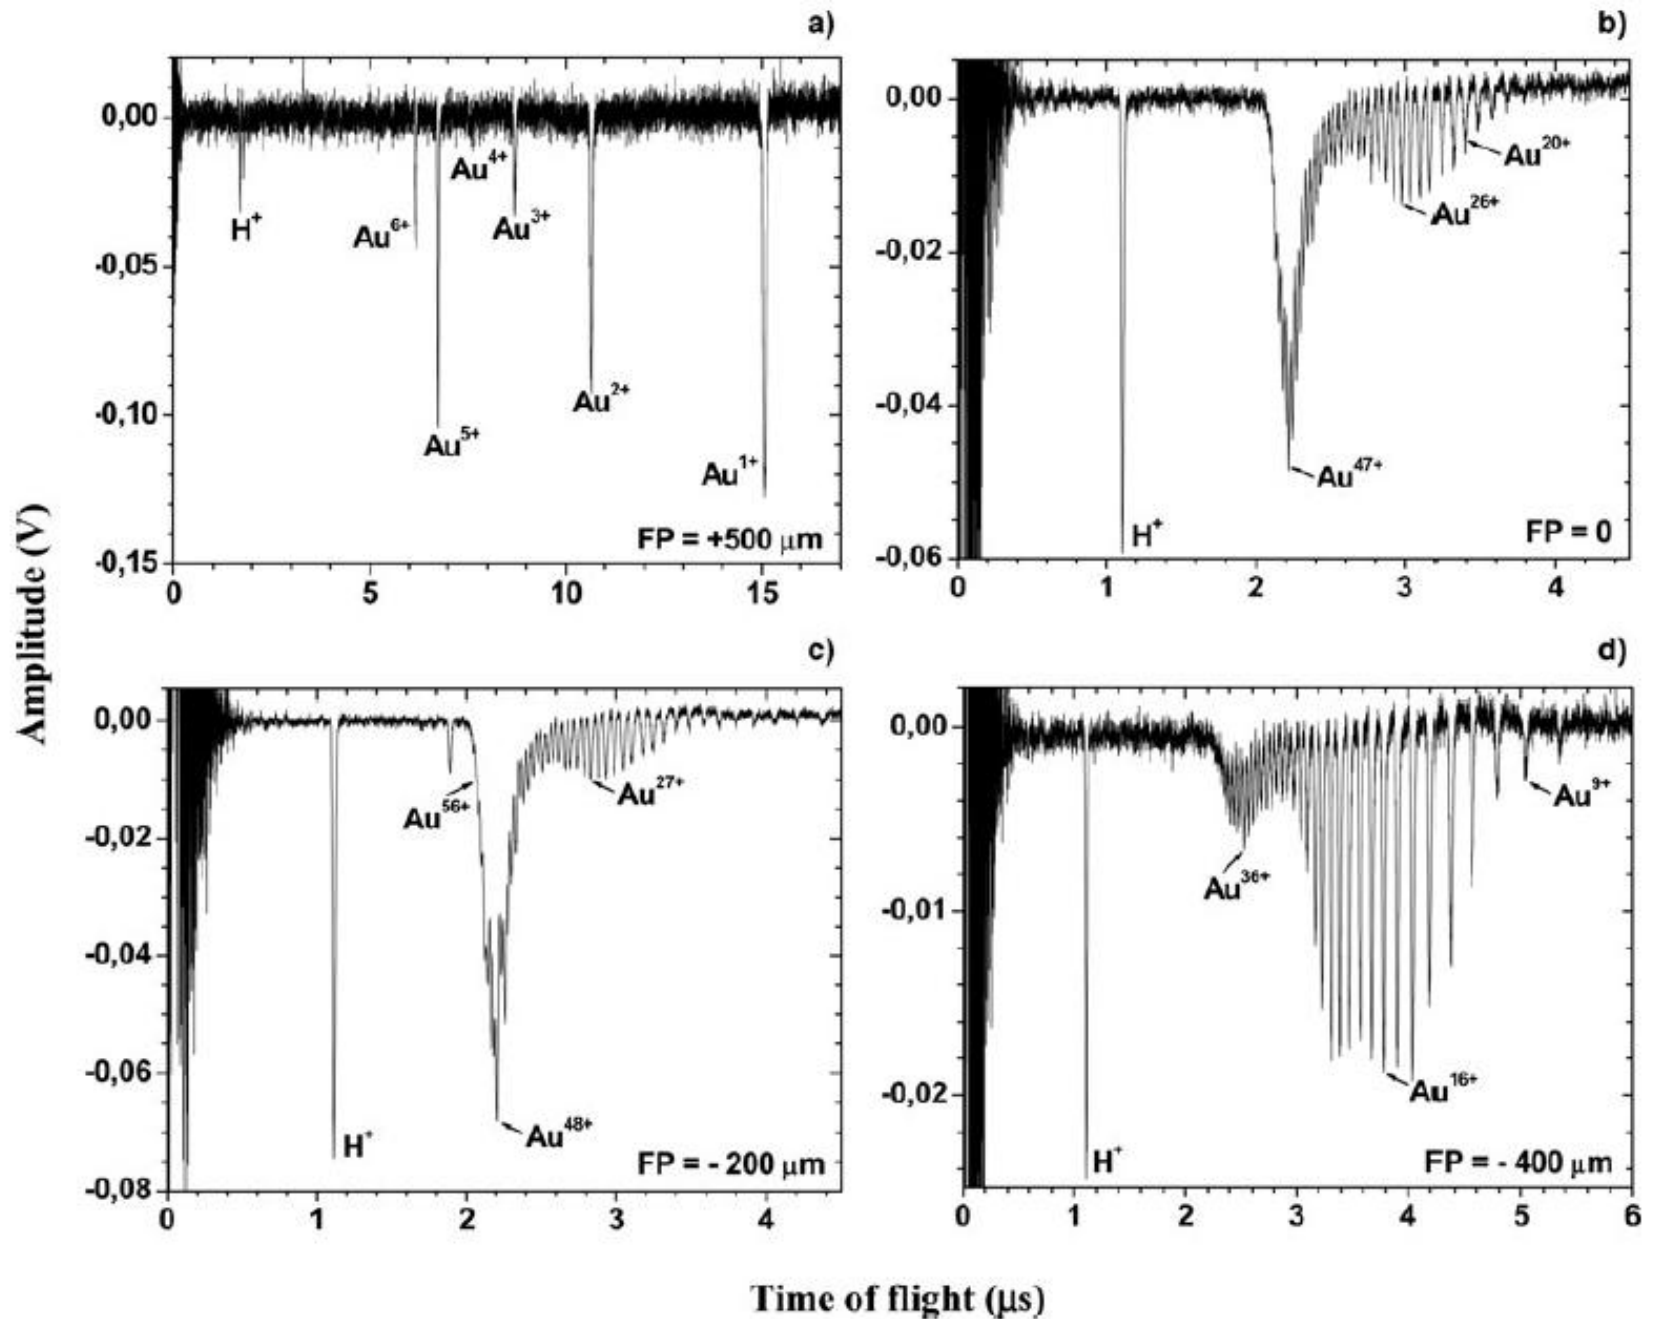 a)
0,00
-0,05
-0,10
-0,15
H+
Au6+
Au4+
Au3+
Au5+
Au2+
Au1+
FP = +500 μm
0 5 10 15
b)
0,00
-0,02
-0,04
-0,06
Au20+
Au26+
Au47+
H+
FP = 0
0 1 2 3 4
Amplitude (V)
c)
0,00
-0,02
-0,04
-0,06
-0,08
Au56+
Au27+
Au48+
H+
FP = - 200 μm
0 1 2 3 4
d)
0,00
-0,01
-0,02
Au9+
Au36+
Au16+
H+
FP = - 400 μm
0 1 2 3 4 5 6
Time of flight (μs)